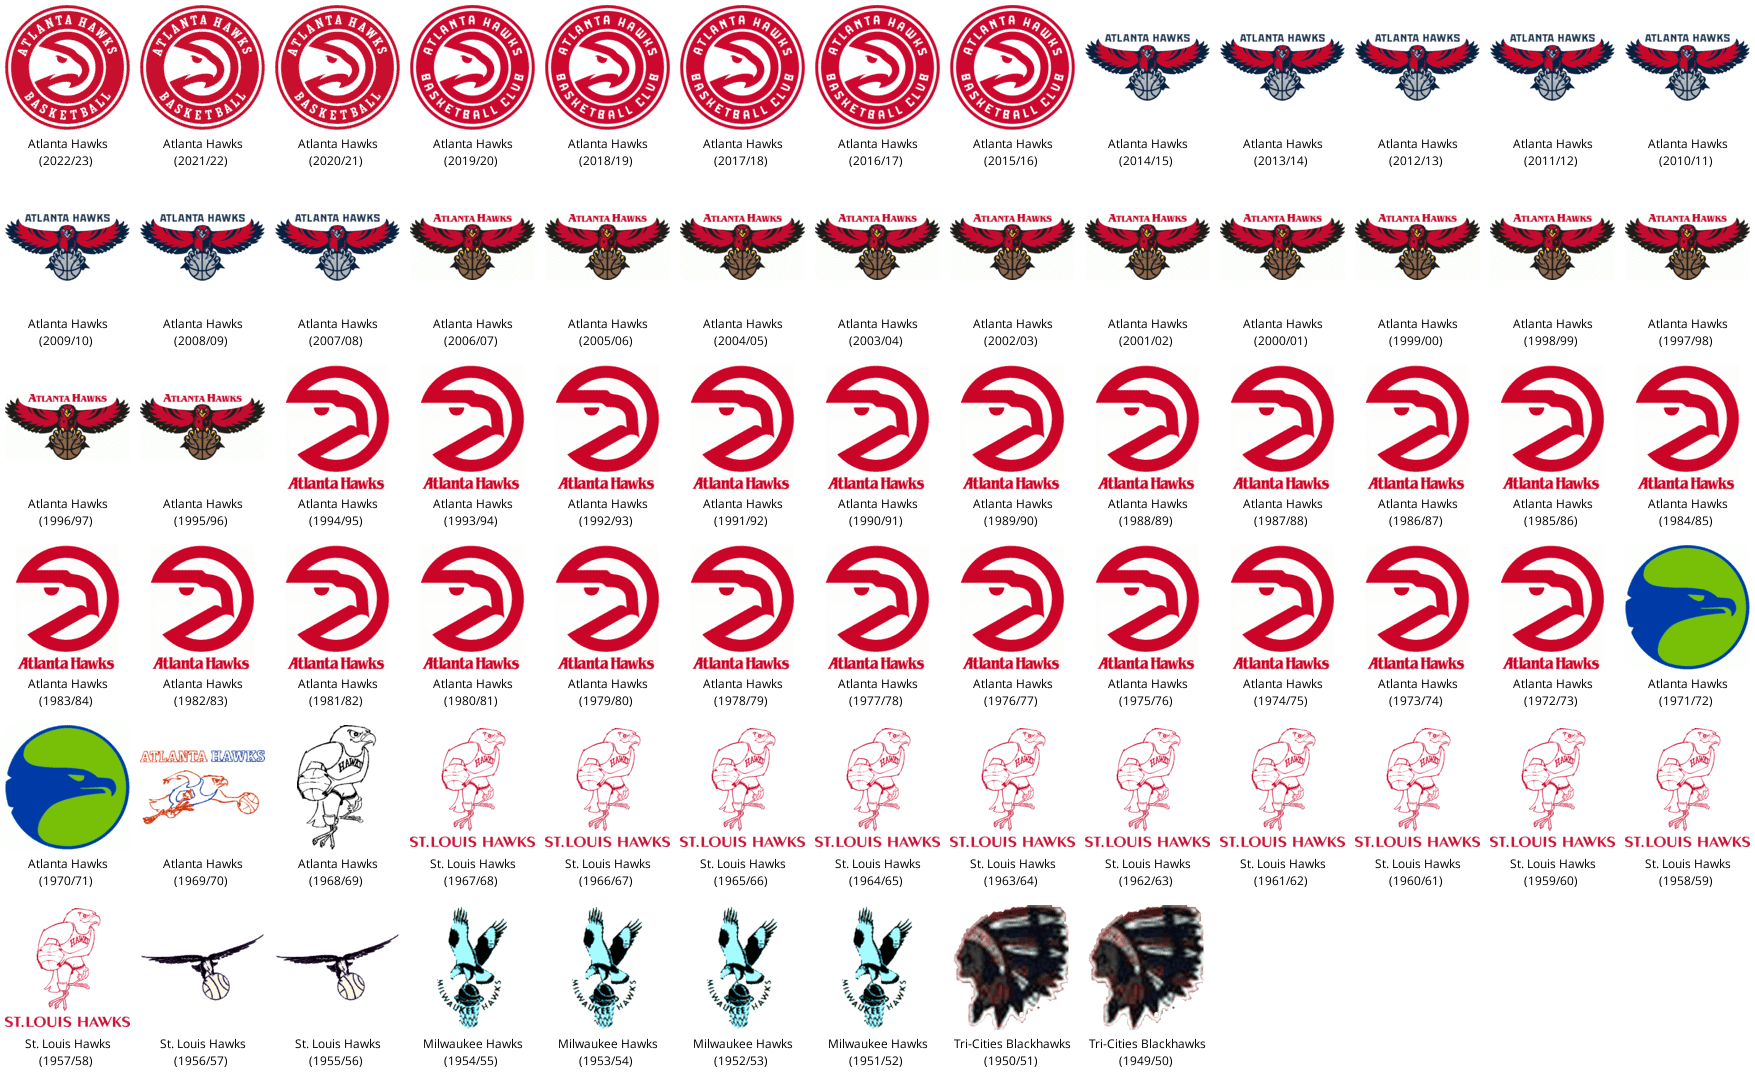 ATLANTA HAWKS BASKETBALL ATLANTA HAWKS BASKETBALL ATLANTA HAWKS BASKETBALL ATLANTA HAWKS BASKETBALL CLUB ATLANTA HAWKS BASKETBALL CLUB ATLANTA HAWKS BASKETBALL CLUB ATLANTA HAWKS BASKETBALL CLUB ATLANTA HAWKS BASKETBALL CLUB ATLANTA HAWKS ATLANTA HAWKS ATLANTA HAWKS ATLANTA HAWKS ATLANTA HAWKS
Atlanta Hawks Atlanta Hawks Atlanta Hawks Atlanta Hawks Atlanta Hawks Atlanta Hawks Atlanta Hawks Atlanta Hawks Atlanta Hawks Atlanta Hawks Atlanta Hawks Atlanta Hawks Atlanta Hawks
(2022/23) (2021/22) (2020/21) (2019/20) (2018/19) (2017/18) (2016/17) (2015/16) (2014/15) (2013/14) (2012/13) (2011/12) (2010/11)
ATLANTA HAWKS ATLANTA HAWKS ATLANTA HAWKS ATLANTA HAWKS ATLANTA HAWKS ATLANTA HAWKS ATLANTA HAWKS ATLANTA HAWKS ATLANTA HAWKS ATLANTA HAWKS ATLANTA HAWKS ATLANTA HAWKS ATLANTA HAWKS
Atlanta Hawks Atlanta Hawks Atlanta Hawks Atlanta Hawks Atlanta Hawks Atlanta Hawks Atlanta Hawks Atlanta Hawks Atlanta Hawks Atlanta Hawks Atlanta Hawks Atlanta Hawks Atlanta Hawks
(2009/10) (2008/09) (2007/08) (2006/07) (2005/06) (2004/05) (2003/04) (2002/03) (2001/02) (2000/01) (1999/00) (1998/99) (1997/98)
ATLANTA HAWKS ATLANTA HAWKS Atlanta Hawks Atlanta Hawks Atlanta Hawks Atlanta Hawks Atlanta Hawks Atlanta Hawks Atlanta Hawks Atlanta Hawks Atlanta Hawks Atlanta Hawks Atlanta Hawks
Atlanta Hawks Atlanta Hawks Atlanta Hawks Atlanta Hawks Atlanta Hawks Atlanta Hawks Atlanta Hawks Atlanta Hawks Atlanta Hawks Atlanta Hawks Atlanta Hawks Atlanta Hawks Atlanta Hawks
(1996/97) (1995/96) (1994/95) (1993/94) (1992/93) (1991/92) (1990/91) (1989/90) (1988/89) (1987/88) (1986/87) (1985/86) (1984/85)
Atlanta Hawks Atlanta Hawks Atlanta Hawks Atlanta Hawks Atlanta Hawks Atlanta Hawks Atlanta Hawks Atlanta Hawks Atlanta Hawks Atlanta Hawks Atlanta Hawks Atlanta Hawks
Atlanta Hawks Atlanta Hawks Atlanta Hawks Atlanta Hawks Atlanta Hawks Atlanta Hawks Atlanta Hawks Atlanta Hawks Atlanta Hawks Atlanta Hawks Atlanta Hawks Atlanta Hawks Atlanta Hawks
(1983/84) (1982/83) (1981/82) (1980/81) (1979/80) (1978/79) (1977/78) (1976/77) (1975/76) (1974/75) (1973/74) (1972/73) (1971/72)
ATLANTA HAWKS HAWKS HAWKS HAWKS HAWKS HAWKS HAWKS HAWKS HAWKS HAWKS HAWKS HAWKS
ST. LOUIS HAWKS ST. LOUIS HAWKS ST. LOUIS HAWKS ST. LOUIS HAWKS ST. LOUIS HAWKS ST. LOUIS HAWKS ST. LOUIS HAWKS ST. LOUIS HAWKS ST. LOUIS HAWKS ST. LOUIS HAWKS
Atlanta Hawks Atlanta Hawks Atlanta Hawks St. Louis Hawks St. Louis Hawks St. Louis Hawks St. Louis Hawks St. Louis Hawks St. Louis Hawks St. Louis Hawks St. Louis Hawks St. Louis Hawks St. Louis Hawks
(1970/71) (1969/70) (1968/69) (1967/68) (1966/67) (1965/66) (1964/65) (1963/64) (1962/63) (1961/62) (1960/61) (1959/60) (1958/59)
HAWKS MILWAUKEE HAWKS MILWAUKEE HAWKS MILWAUKEE HAWKS MILWAUKEE HAWKS
ST. LOUIS HAWKS
St. Louis Hawks St. Louis Hawks St. Louis Hawks Milwaukee Hawks Milwaukee Hawks Milwaukee Hawks Milwaukee Hawks Tri-Cities Blackhawks Tri-Cities Blackhawks
(1957/58) (1956/57) (1955/56) (1954/55) (1953/54) (1952/53) (1951/52) (1950/51) (1949/50)